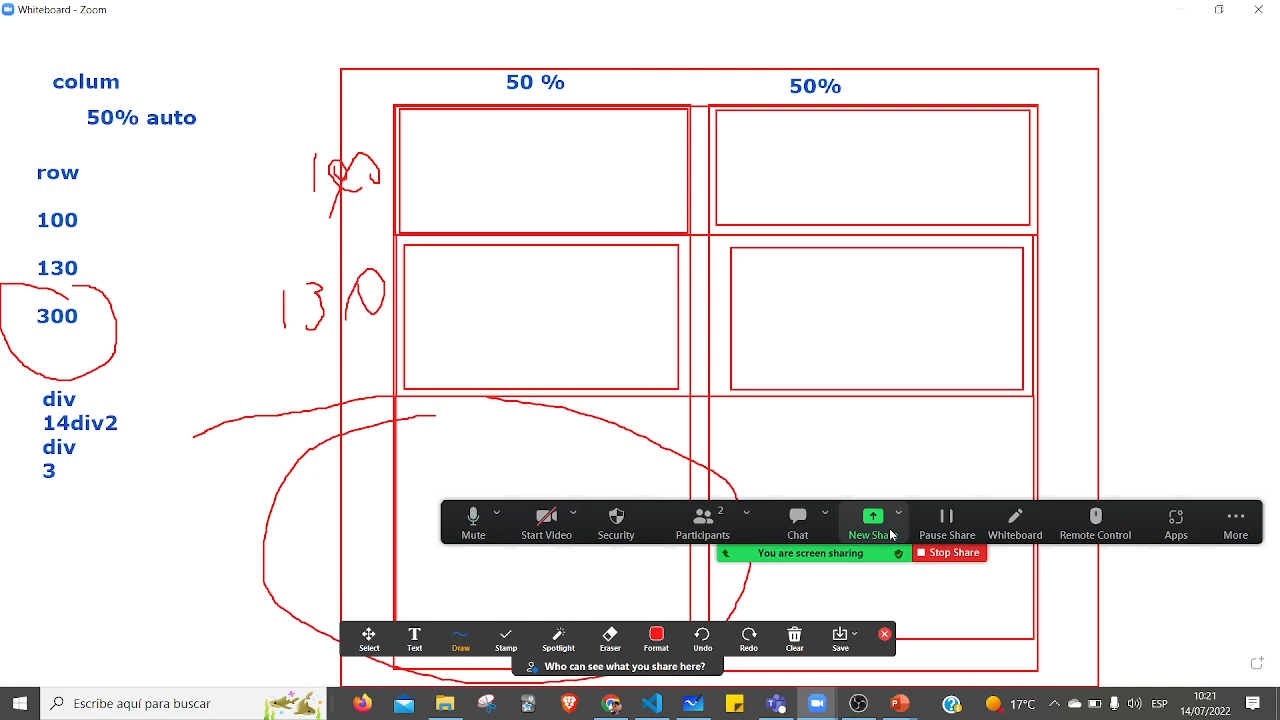 Whiteboard - Zoom
colum
50% auto
row
100
130
300
div
14div2
div
3
50 %
50%
130
Mute
Start Video
Security
Participants
2
Chat
New Share
Pause Share
Whiteboard
Remote Control
Apps
More
You are screen sharing
Stop Share
Select
Text
Draw
Stamp
Spotlight
Eraser
Format
Undo
Redo
Clear
Save
Who can see what you share here?
Escribe aquí para buscar
17°C
ESP
10:21
14/07/2022